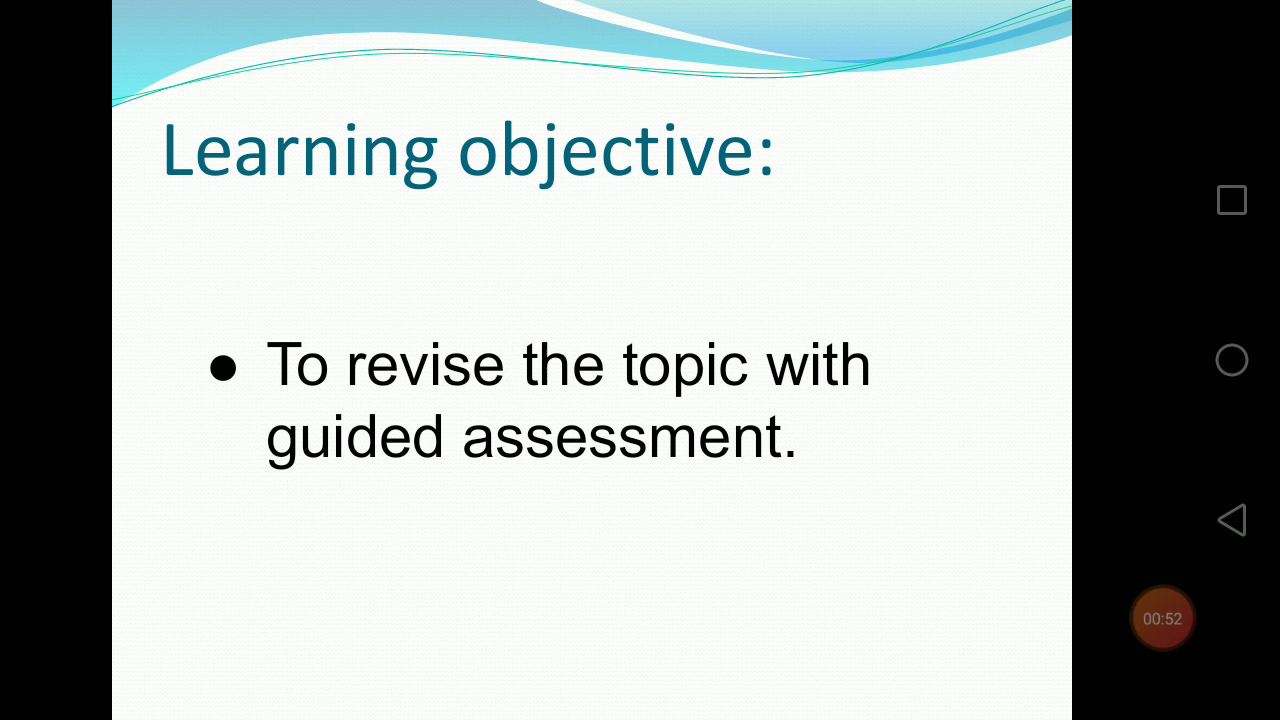 Learning objective:
● To revise the topic with
guided assessment.
00:52